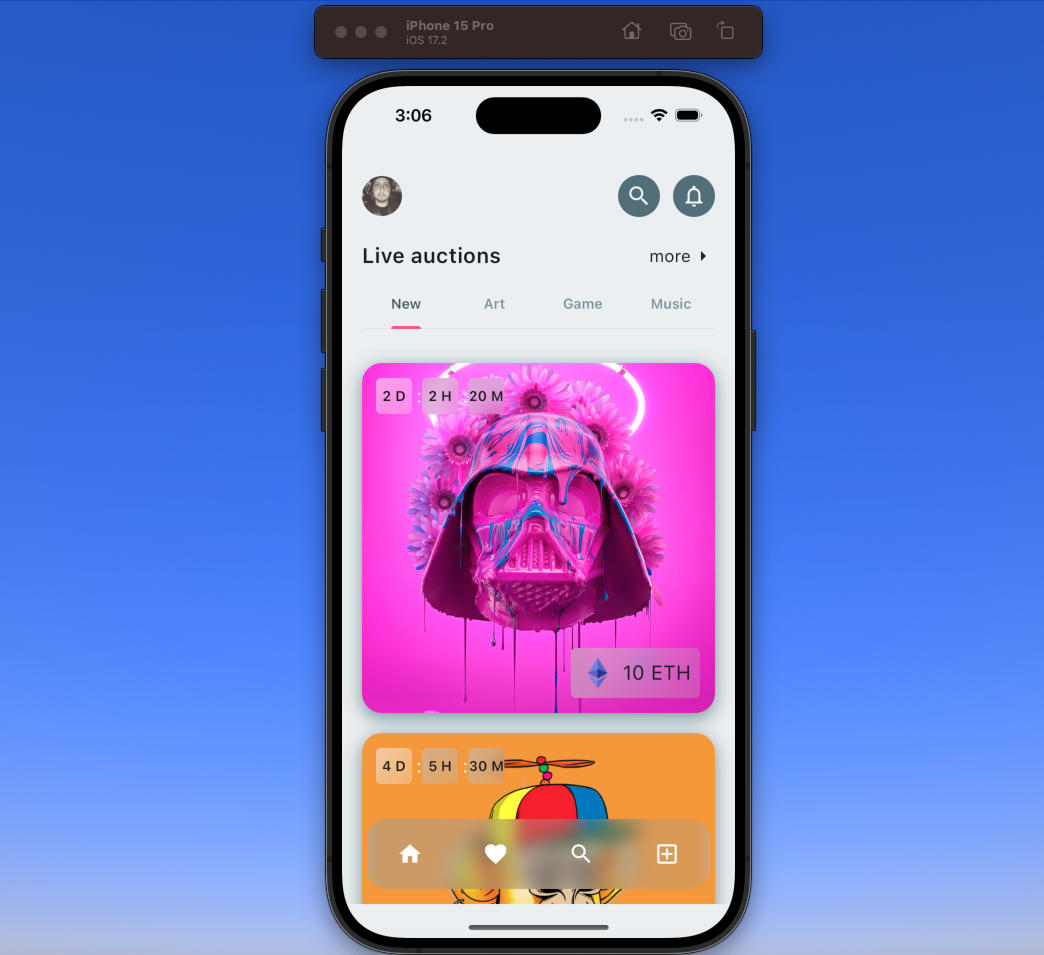 iPhone 15 Pro
iOS 17.2
3:06
Live auctions
more
New Art Game Music
2 D : 2 H : 20 M
10 ETH
4 D : 5 H : 30 M